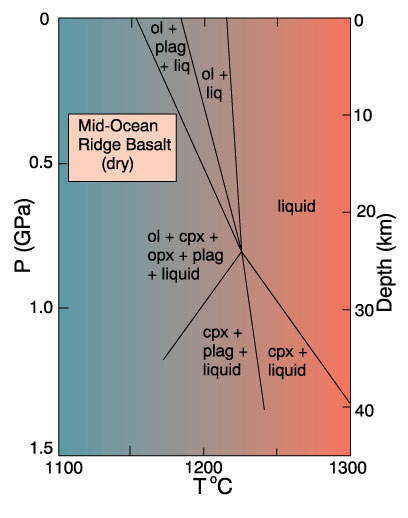 0
0
ol +
plag
+ liq
ol +
liq
10
Mid-Ocean
Ridge Basalt
(dry)
0.5
liquid
20
P (GPa)
Depth (km)
ol + cpx +
opx + plag
+ liquid
1.0
30
cpx +
plag +
liquid
cpx +
liquid
40
1.5
1100
1200
1300
T °C